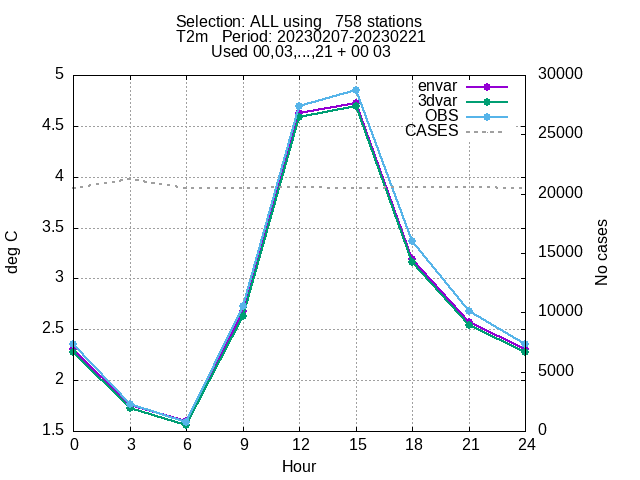 Selection: ALL using   758 stations
T2m   Period: 20230207-20230221
Used 00,03,...,21 + 00 03
5
4.5
4
3.5
3
2.5
2
1.5
30000
25000
20000
15000
10000
5000
0
envar
3dvar
OBS
CASES
deg C
No cases
0 3 6 9 12 15 18 21 24
Hour